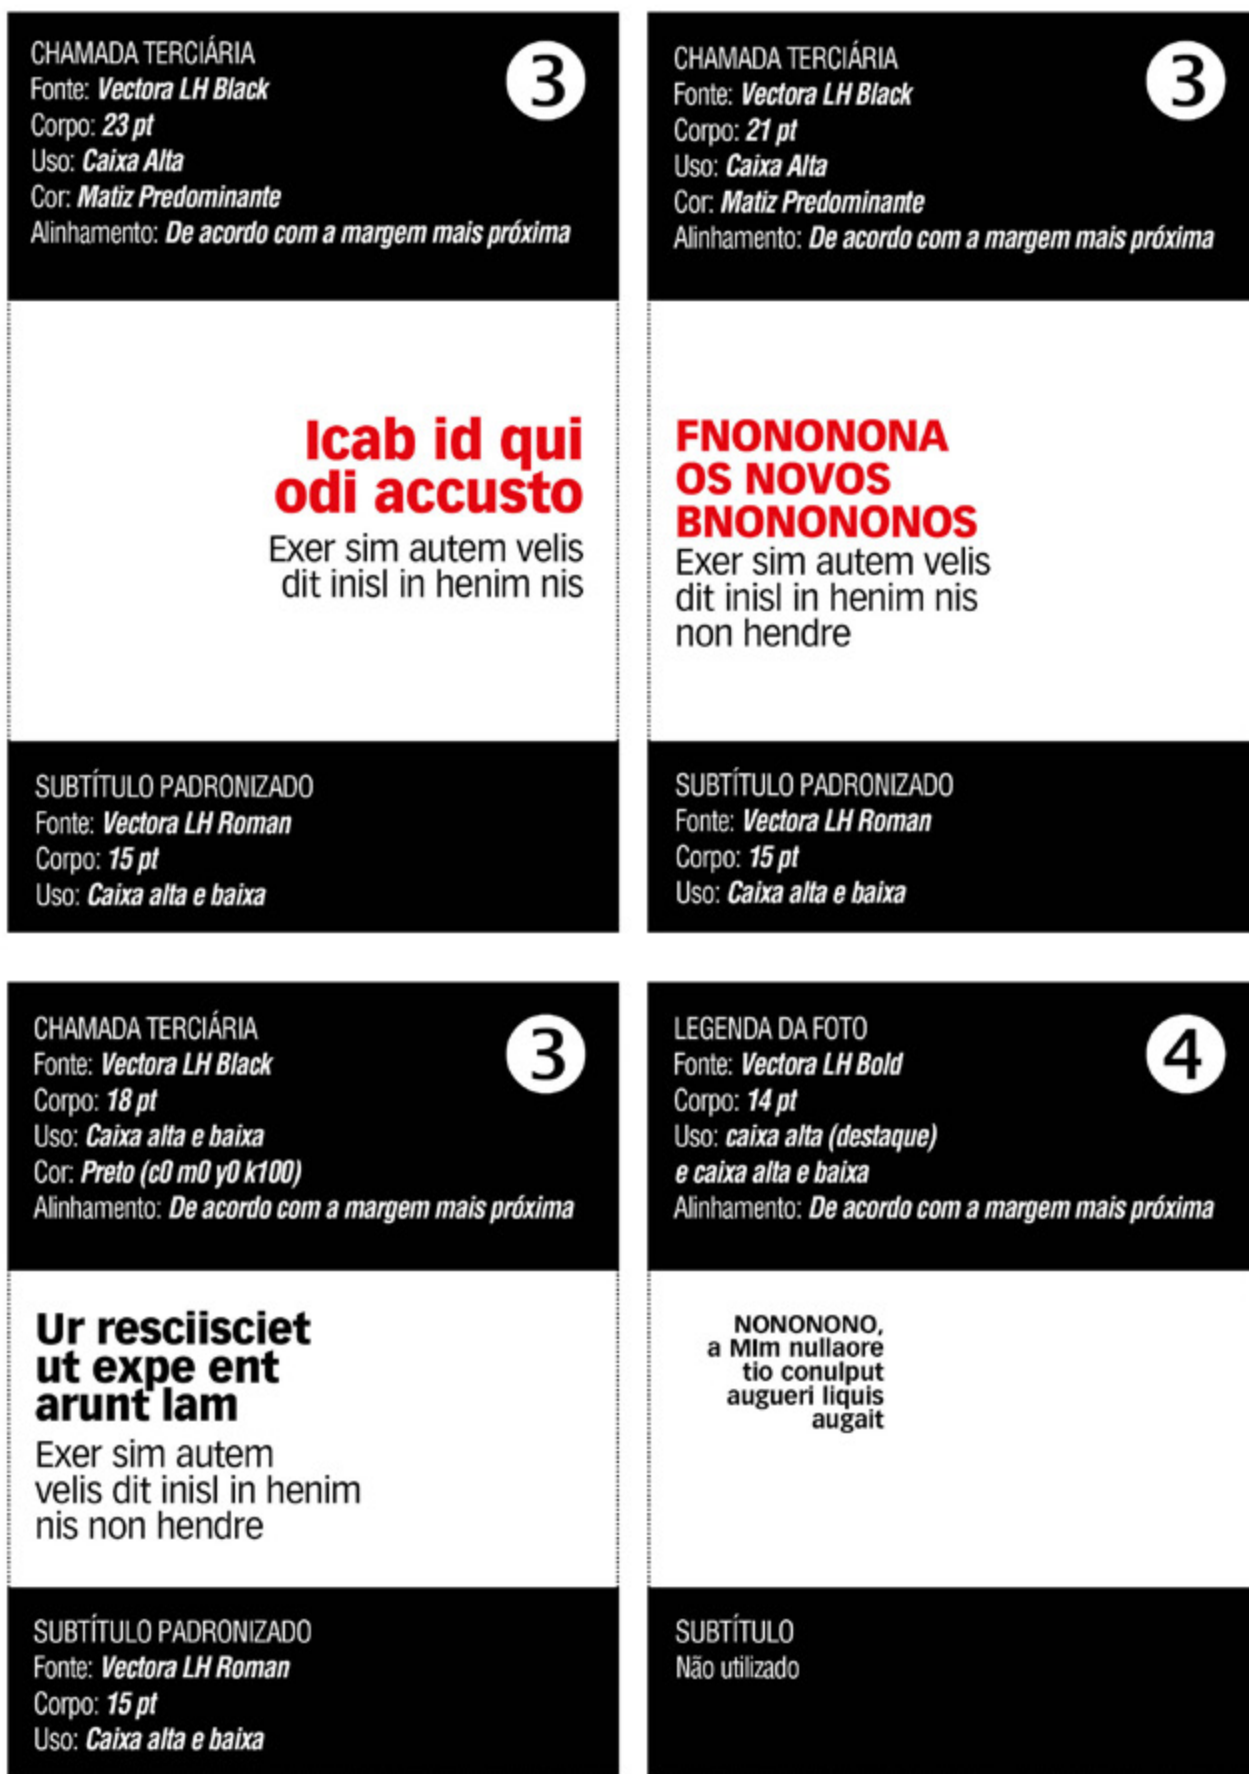 CHAMADA TERCIÁRIA
Fonte: Vectora LH Black
Corpo: 23 pt
Uso: Caixa Alta
Cor: Matiz Predominante
Alinhamento: De acordo com a margem mais próxima
3
Icab id qui
odi accusto
Exer sim autem velis
dit inisl in henim nis
SUBTÍTULO PADRONIZADO
Fonte: Vectora LH Roman
Corpo: 15 pt
Uso: Caixa alta e baixa
CHAMADA TERCIÁRIA
Fonte: Vectora LH Black
Corpo: 21 pt
Uso: Caixa Alta
Cor: Matiz Predominante
Alinhamento: De acordo com a margem mais próxima
3
FNONONONA
OS NOVOS
BNONONONOS
Exer sim autem velis
dit inisl in henim nis
non hendre
SUBTÍTULO PADRONIZADO
Fonte: Vectora LH Roman
Corpo: 15 pt
Uso: Caixa alta e baixa
CHAMADA TERCIÁRIA
Fonte: Vectora LH Black
Corpo: 18 pt
Uso: Caixa alta e baixa
Cor: Preto (c0 m0 y0 k100)
Alinhamento: De acordo com a margem mais próxima
3
Ur resciisciet
ut expe ent
arunt lam
Exer sim autem
velis dit inisl in henim
nis non hendre
SUBTÍTULO PADRONIZADO
Fonte: Vectora LH Roman
Corpo: 15 pt
Uso: Caixa alta e baixa
LEGENDA DA FOTO
Fonte: Vectora LH Bold
Corpo: 14 pt
Uso: caixa alta (destaque)
e caixa alta e baixa
Alinhamento: De acordo com a margem mais próxima
4
NONONONO,
a MIm nullaore
tio conulput
augueri liquis
augait
SUBTÍTULO
Não utilizado